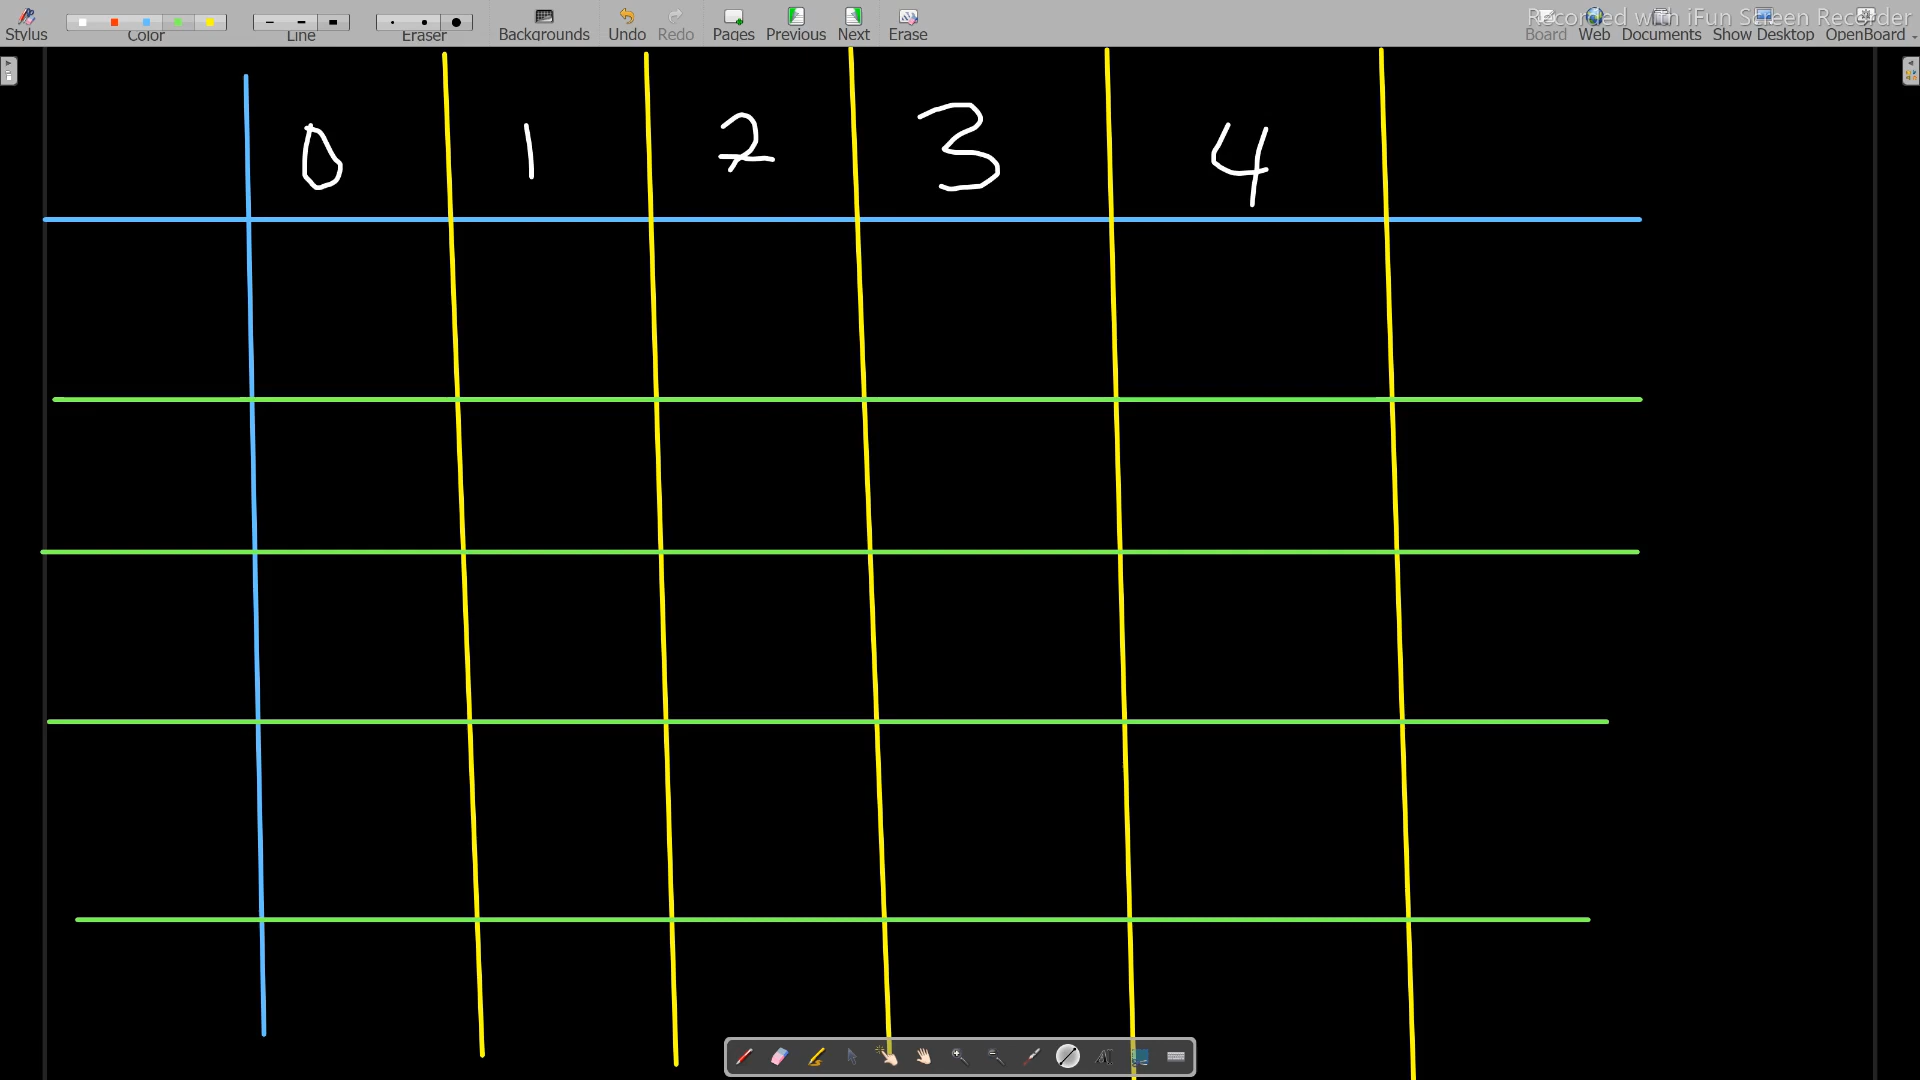 Stylus Color Line Eraser Backgrounds Undo Redo Pages Previous Next Erase Board Web Documents Show Desktop OpenBoard
Recorded with iFun Screen Recorder
0 1 2 3 4